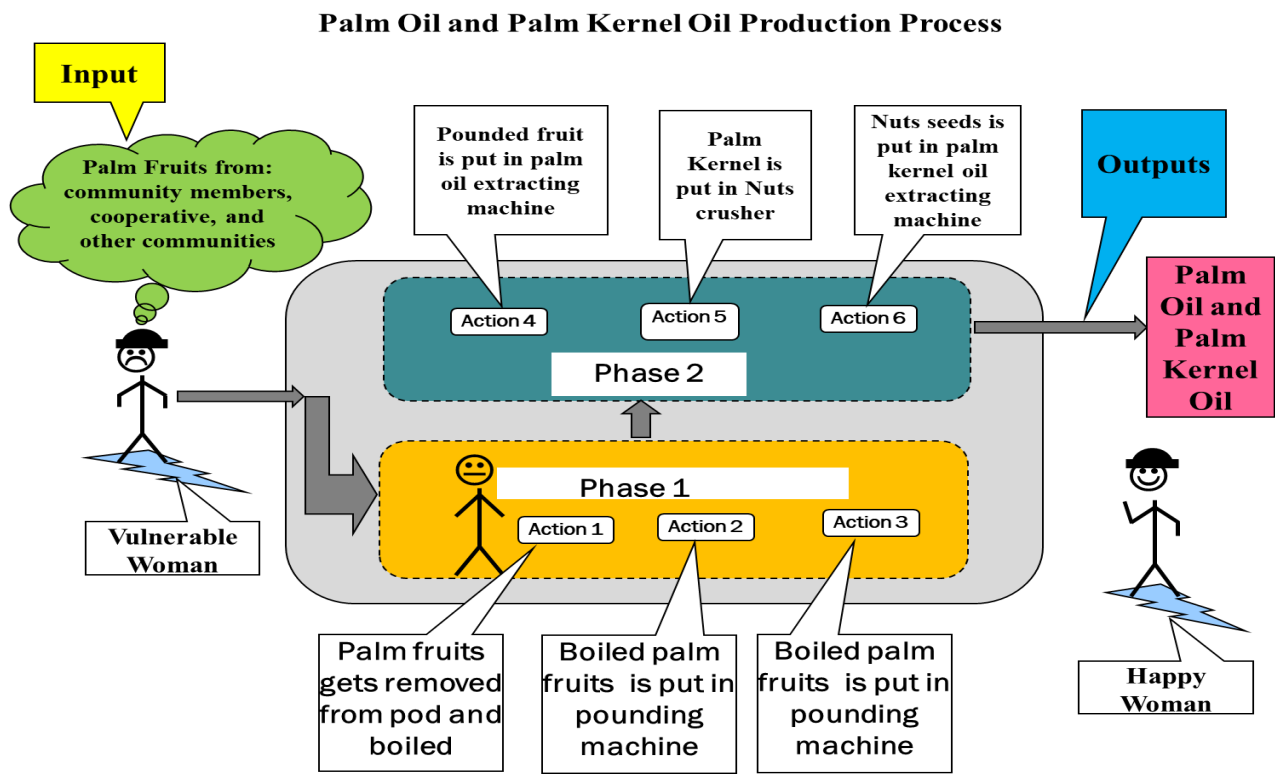 Palm Oil and Palm Kernel Oil Production Process
Input
Palm Fruits from:
community members,
cooperative, and
other communities
Pounded fruit
is put in palm
oil extracting
machine
Palm
Kernel is
put in Nuts
crusher
Nuts seeds is
put in palm
kernel oil
extracting
machine
Outputs
Action 4
Action 5
Action 6
Phase 2
Palm
Oil and
Palm
Kernel
Oil
Phase 1
Action 1
Action 2
Action 3
Vulnerable
Woman
Palm fruits
gets removed
from pod and
boiled
Boiled palm
fruits is put in
pounding
machine
Boiled palm
fruits is put in
pounding
machine
Happy
Woman